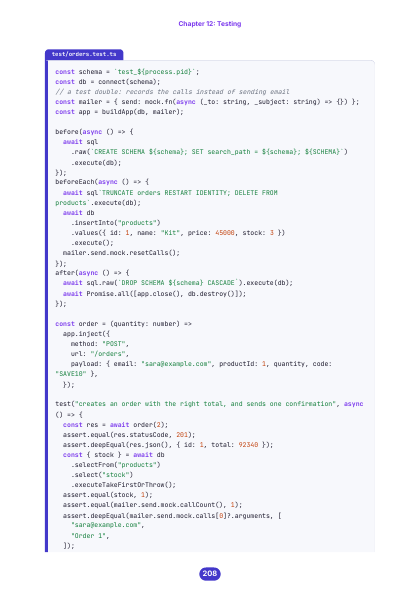 Chapter 12: Testing
test/orders.test.ts
const schema = `test_${process.pid}`;
const db = connect(schema);
// a test double: records the calls instead of sending email
const mailer = { send: mock.fn(async (_to: string, _subject: string) => {}) };
const app = buildApp(db, mailer);
before(async () => {
await sql
.raw(`CREATE SCHEMA ${schema}; SET search_path = ${schema}; ${SCHEMA}`)
.execute(db);
});
beforeEach(async () => {
await sql`TRUNCATE orders RESTART IDENTITY; DELETE FROM
products`.execute(db);
await db
.insertInto("products")
.values({ id: 1, name: "Kit", price: 45000, stock: 3 })
.execute();
mailer.send.mock.resetCalls();
});
after(async () => {
await sql.raw(`DROP SCHEMA ${schema} CASCADE`).execute(db);
await Promise.all([app.close(), db.destroy()]);
});
const order = (quantity: number) =>
app.inject({
method: "POST",
url: "/orders",
payload: { email: "sara@example.com", productId: 1, quantity, code:
"SAVE10" },
});
test("creates an order with the right total, and sends one confirmation", async
() => {
const res = await order(2);
assert.equal(res.statusCode, 201);
assert.deepEqual(res.json(), { id: 1, total: 92340 });
const { stock } = await db
.selectFrom("products")
.select("stock")
.executeTakeFirstOrThrow();
assert.equal(stock, 1);
assert.equal(mailer.send.mock.callCount(), 1);
assert.deepEqual(mailer.send.mock.calls[0]?.arguments, [
"sara@example.com",
"Order 1",
]);
208